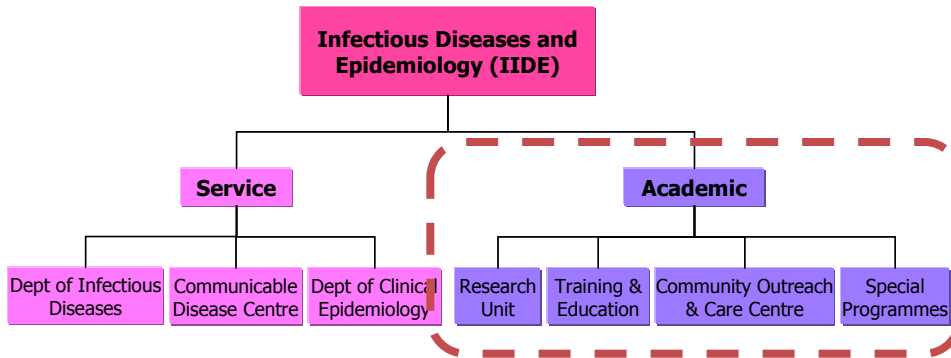 Infectious Diseases and
Epidemiology (IIDE)
Service
Academic
Dept of Infectious
Diseases
Communicable
Disease Centre
Dept of Clinical
Epidemiology
Research
Unit
Training &
Education
Community Outreach
& Care Centre
Special
Programmes